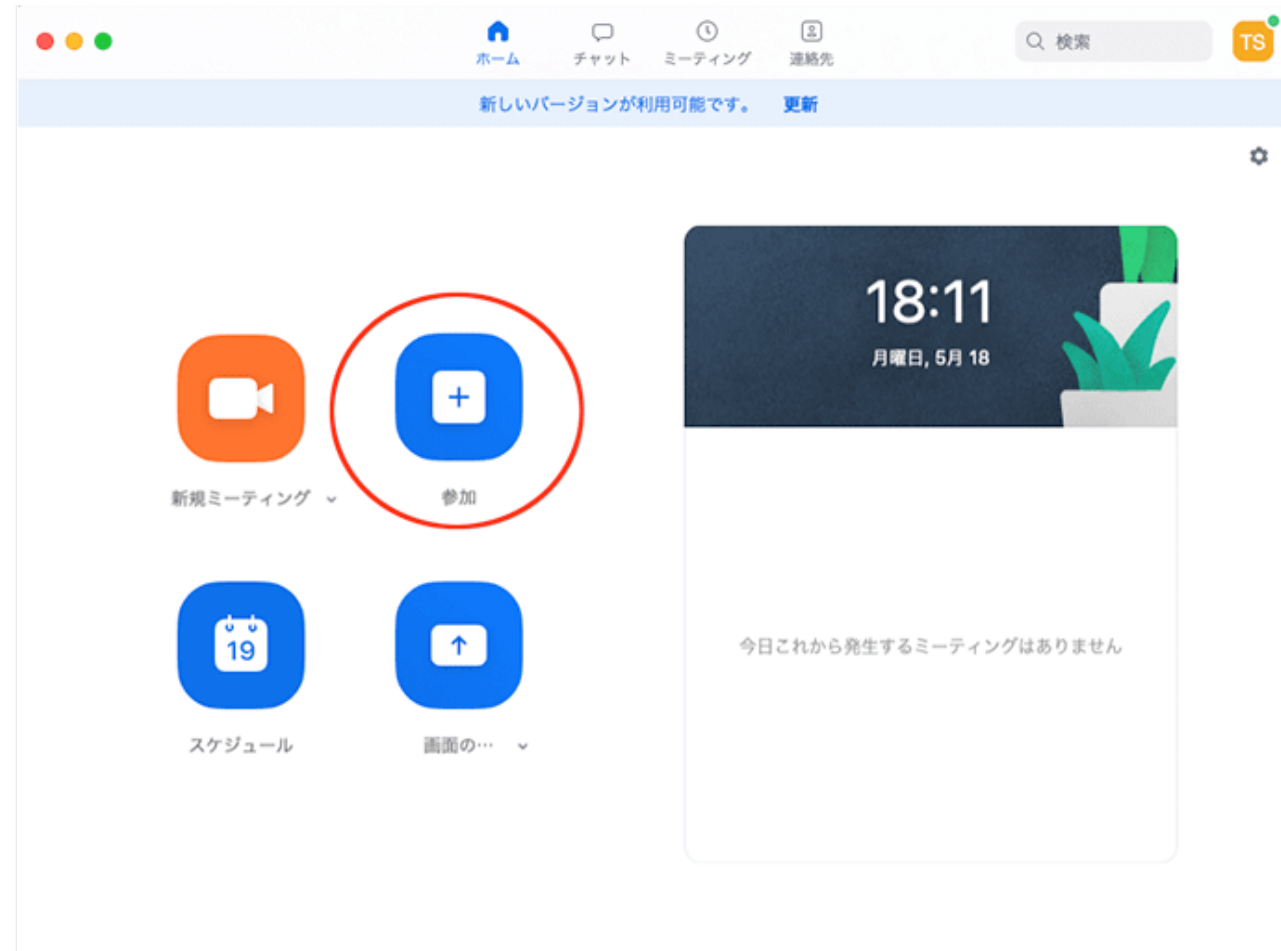 ホーム
チャット
ミーティング
連絡先
検索
TS
新しいバージョンが利用可能です。 更新
18:11
月曜日, 5月 18
新規ミーティング
参加
19
スケジュール
画面の…
今日これから発生するミーティングはありません